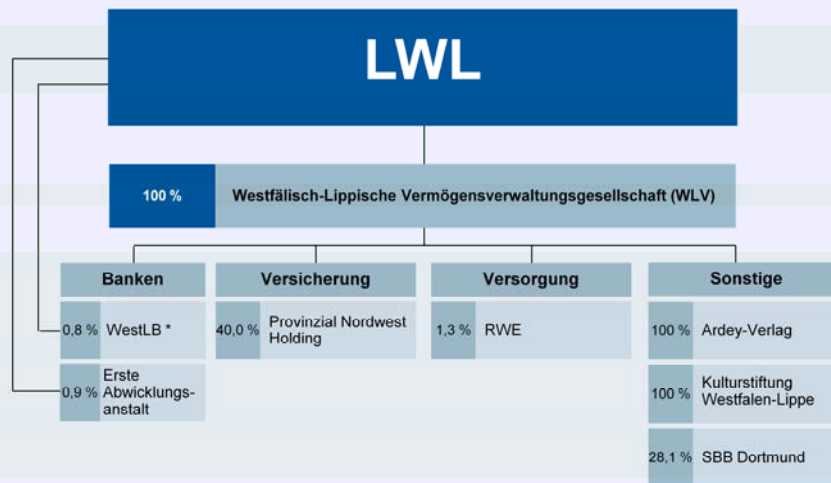 LWL
100 % Westfälisch-Lippische Vermögensverwaltungsgesellschaft (WLV)
Banken
0,8 % WestLB *
0,9 % Erste
Abwicklungs-
anstalt
Versicherung
40,0 % Provinzial Nordwest
Holding
Versorgung
1,3 % RWE
Sonstige
100 % Ardey-Verlag
100 % Kulturstiftung
Westfalen-Lippe
28,1 % SBB Dortmund